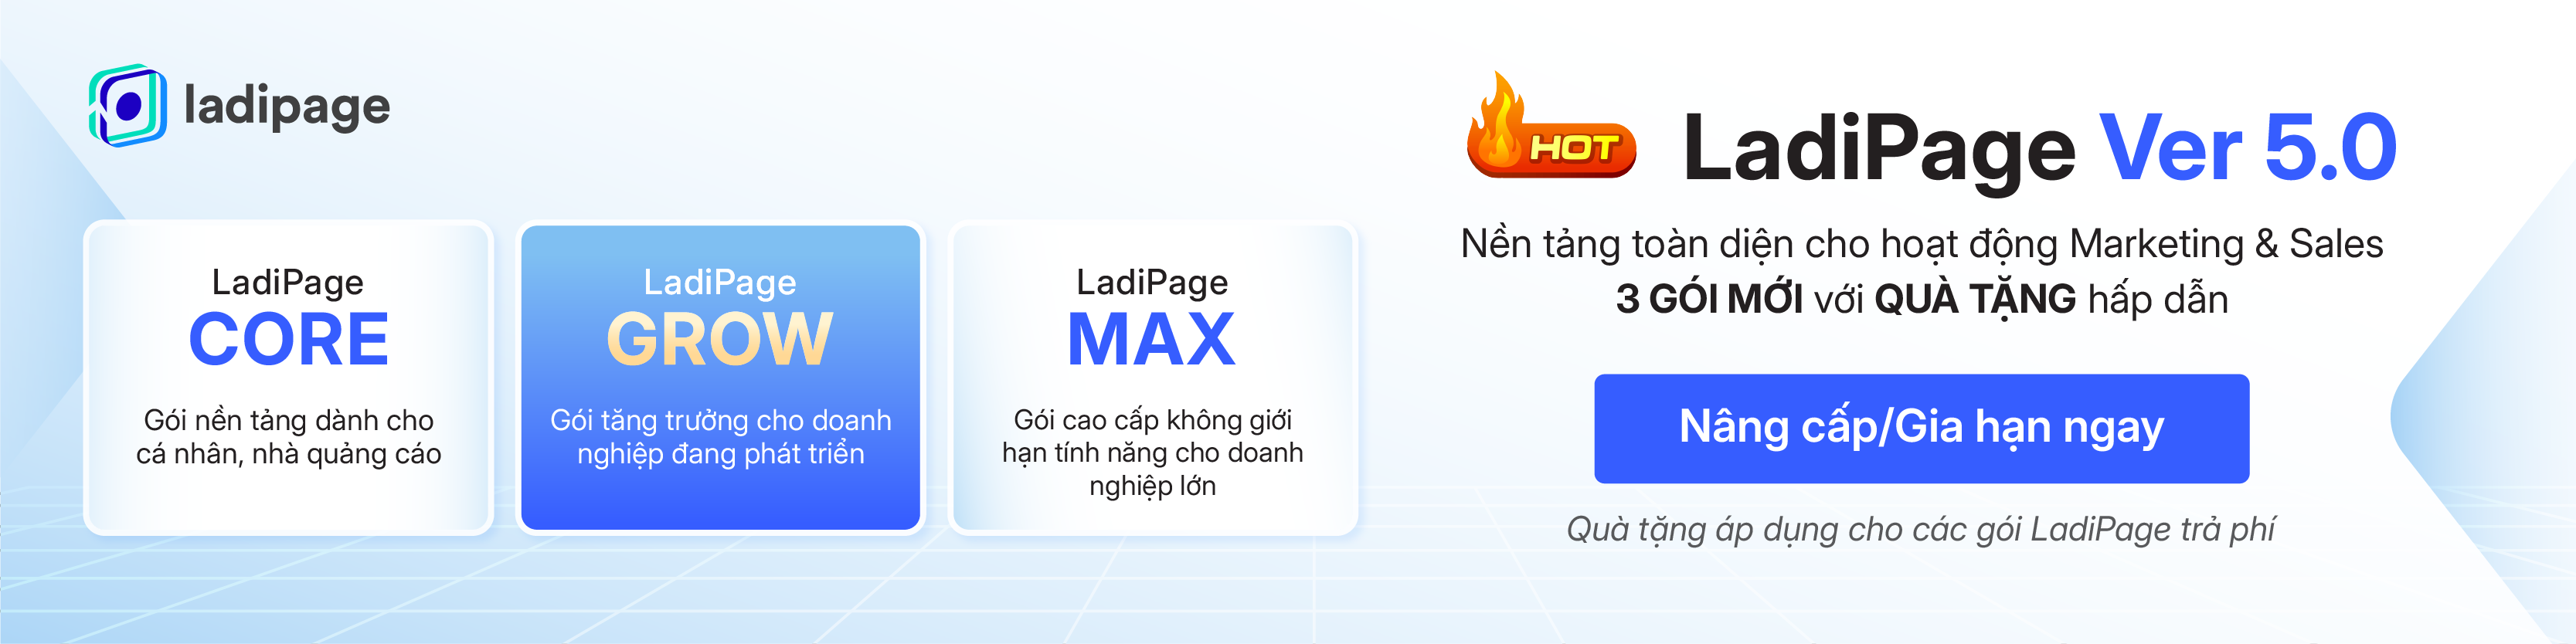 ladipage
LadiPage
CORE
Gói nền tảng dành cho
cá nhân, nhà quảng cáo
LadiPage
GROW
Gói tăng trưởng cho doanh
nghiệp đang phát triển
LadiPage
MAX
Gói cao cấp không giới
hạn tính năng cho doanh
nghiệp lớn
HOT
LadiPage Ver 5.0
Nền tảng toàn diện cho hoạt động Marketing & Sales
3 GÓI MỚI với QUÀ TẶNG hấp dẫn
Nâng cấp/Gia hạn ngay
Quà tặng áp dụng cho các gói LadiPage trả phí